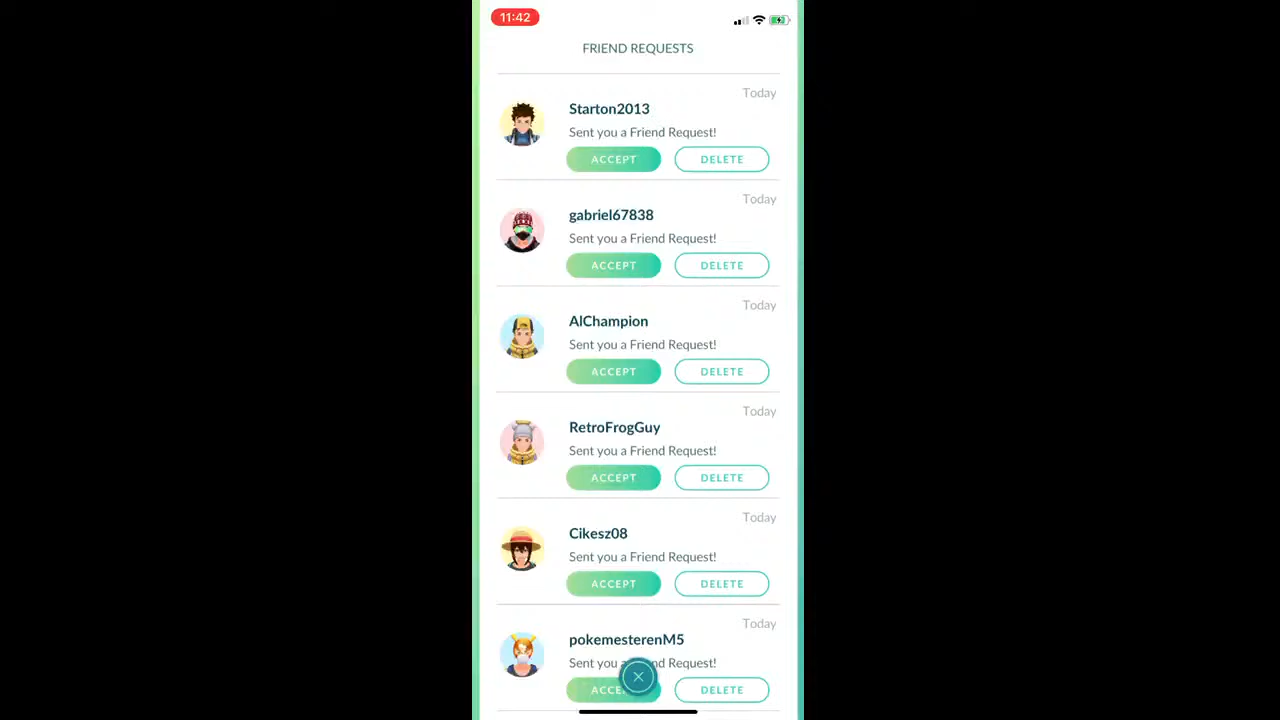 11:42
FRIEND REQUESTS
Today
Starton2013
Sent you a Friend Request!
ACCEPT DELETE
Today
gabriel67838
Sent you a Friend Request!
ACCEPT DELETE
Today
AlChampion
Sent you a Friend Request!
ACCEPT DELETE
Today
RetroFrogGuy
Sent you a Friend Request!
ACCEPT DELETE
Today
Cikesz08
Sent you a Friend Request!
ACCEPT DELETE
Today
pokemesterenM5
Sent you Request!
DELETE